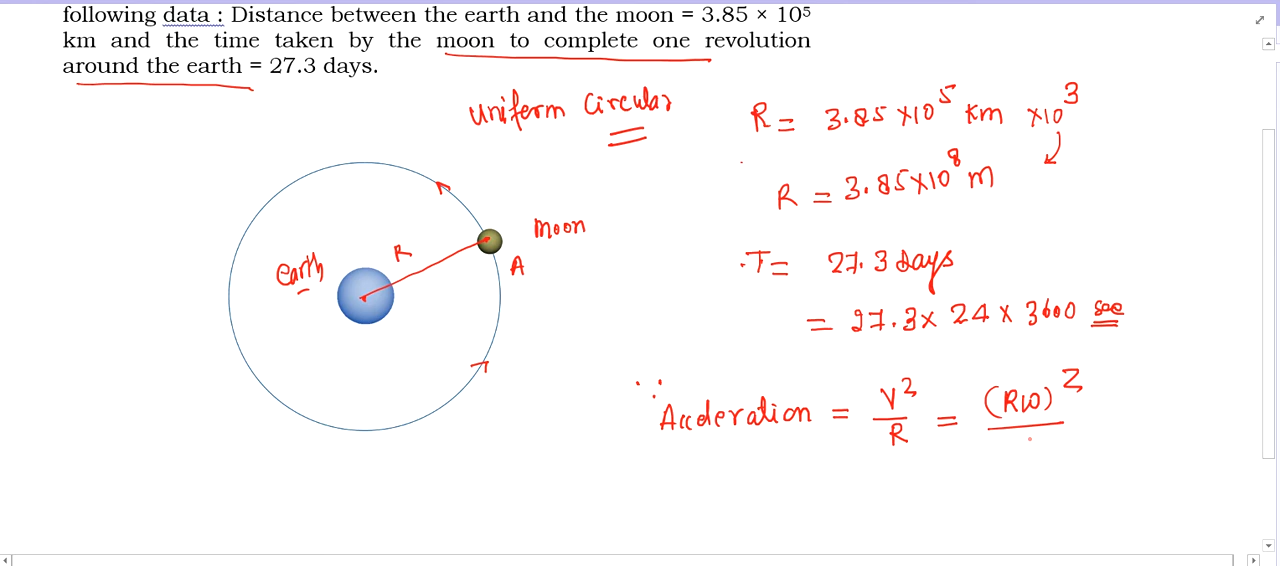 following data : Distance between the earth and the moon = 3.85 × 10⁵
km and the time taken by the moon to complete one revolution
around the earth = 27.3 days.
uniform circular
R = 3.85 ×10⁵ km ×10³
R = 3.85×10⁸ m
moon
R
earth
A
T = 27.3 days
= 27.3 × 24 × 3600 sec
∵ Accderation = V²/R = (Rω)²